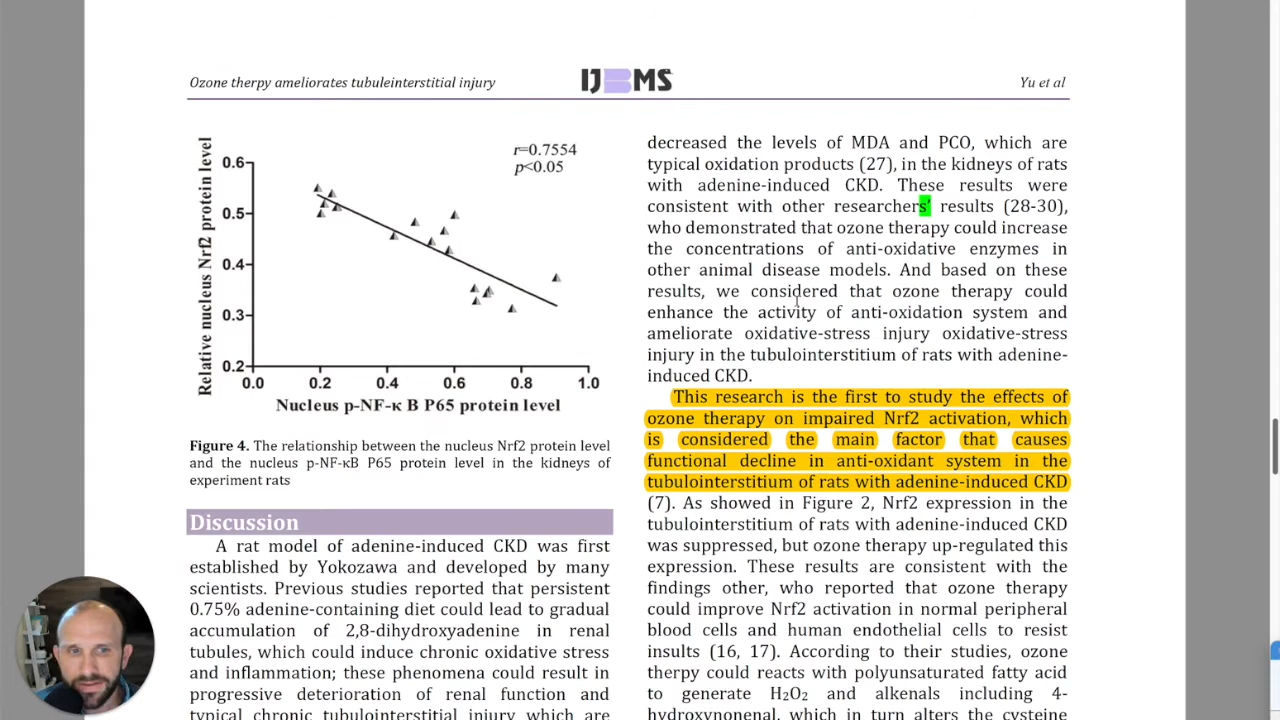 Ozone therpy ameliorates tubuleinterstitial injury
IJBMS
Yu et al
Relative nucleus Nrf2 protein level
r=0.7554
p<0.05
0.6
0.5
0.4
0.3
0.2
0.0 0.2 0.4 0.6 0.8 1.0
Nucleus p-NF-κ B P65 protein level
Figure 4. The relationship between the nucleus Nrf2 protein level
and the nucleus p-NF-κB P65 protein level in the kidneys of
experiment rats
Discussion
A rat model of adenine-induced CKD was first
established by Yokozawa and developed by many
scientists. Previous studies reported that persistent
0.75% adenine-containing diet could lead to gradual
accumulation of 2,8-dihydroxyadenine in renal
tubules, which could induce chronic oxidative stress
and inflammation; these phenomena could result in
progressive deterioration of renal function and
typical chronic tubulointerstitial injury which are
decreased the levels of MDA and PCO, which are
typical oxidation products (27), in the kidneys of rats
with adenine-induced CKD. These results were
consistent with other researchers' results (28-30),
who demonstrated that ozone therapy could increase
the concentrations of anti-oxidative enzymes in
other animal disease models. And based on these
results, we considered that ozone therapy could
enhance the activity of anti-oxidation system and
ameliorate oxidative-stress injury oxidative-stress
injury in the tubulointerstitium of rats with adenine-
induced CKD.
This research is the first to study the effects of
ozone therapy on impaired Nrf2 activation, which
is considered the main factor that causes
functional decline in anti-oxidant system in the
tubulointerstitium of rats with adenine-induced CKD
(7). As showed in Figure 2, Nrf2 expression in the
tubulointerstitium of rats with adenine-induced CKD
was suppressed, but ozone therapy up-regulated this
expression. These results are consistent with the
findings other, who reported that ozone therapy
could improve Nrf2 activation in normal peripheral
blood cells and human endothelial cells to resist
insults (16, 17). According to their studies, ozone
therpy could reacts with polyunsaturated fatty acid
to generate H₂O₂ and alkenals including 4-
hydroxynonenal, which in turn alters the cysteine